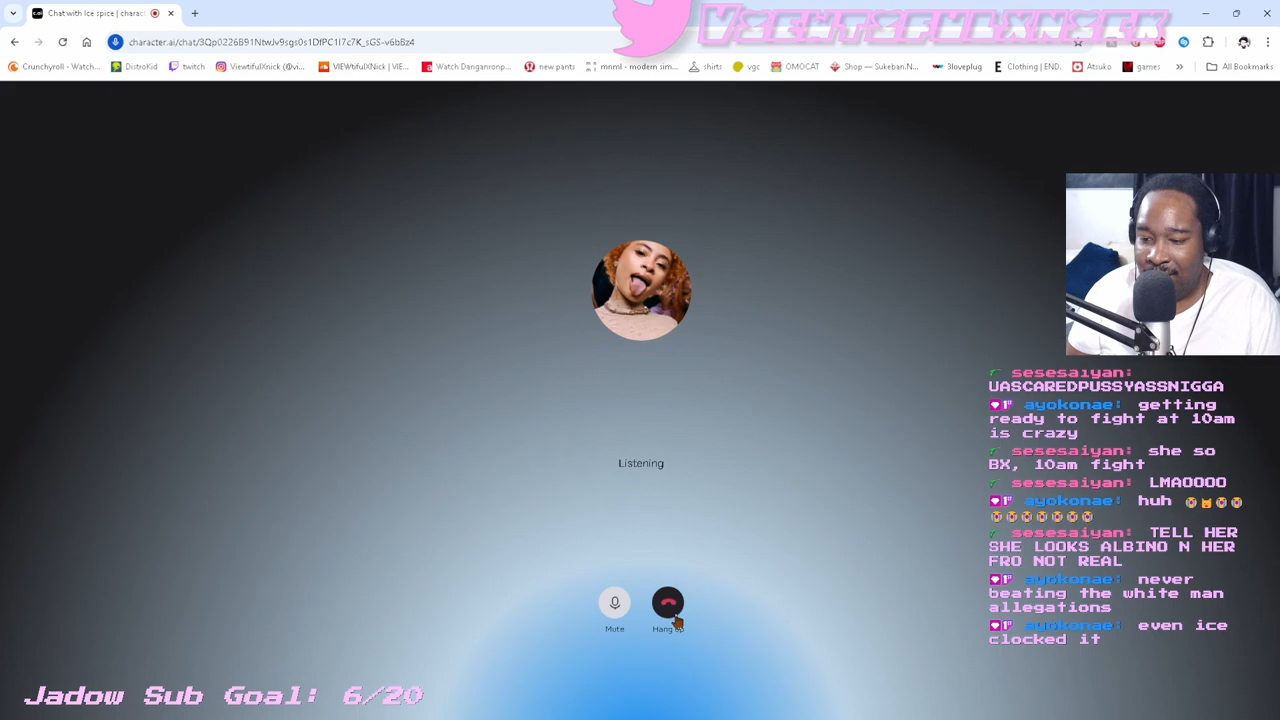 Chat with Ice spice | charact
character.ai/chat/3Qp0226B91NtwJv9sgs0s1DfPC1I7c7K_dzS-v6bBz4
Crunchyroll - Watch... DistroKid twitch ViewtifulXNick (@vi... VIEWtifulXNick | VIE... Watch Danganronp... new pants mnml - modern sim... shirts vgc OMOCAT Shop — Sukeban.N... 3loveplug Clothing | END. Atsuko games » All Bookmarks
ViewtifulXNick
Listening
Mute
Hang
sesesaiyan:
UASCAREDPUSSYASSNIGGA
ayokonae: getting
ready to fight at 10am
is crazy
sesesaiyan: she so
BX, 10am fight
sesesaiyan: LMAOOOO
ayokonae: huh
sesesaiyan: TELL HER
SHE LOOKS ALBINO N HER
FRO NOT REAL
ayokonae: never
beating the white man
allegations
ayokonae: even ice
clocked it
Jadow Sub Goal: 6/20